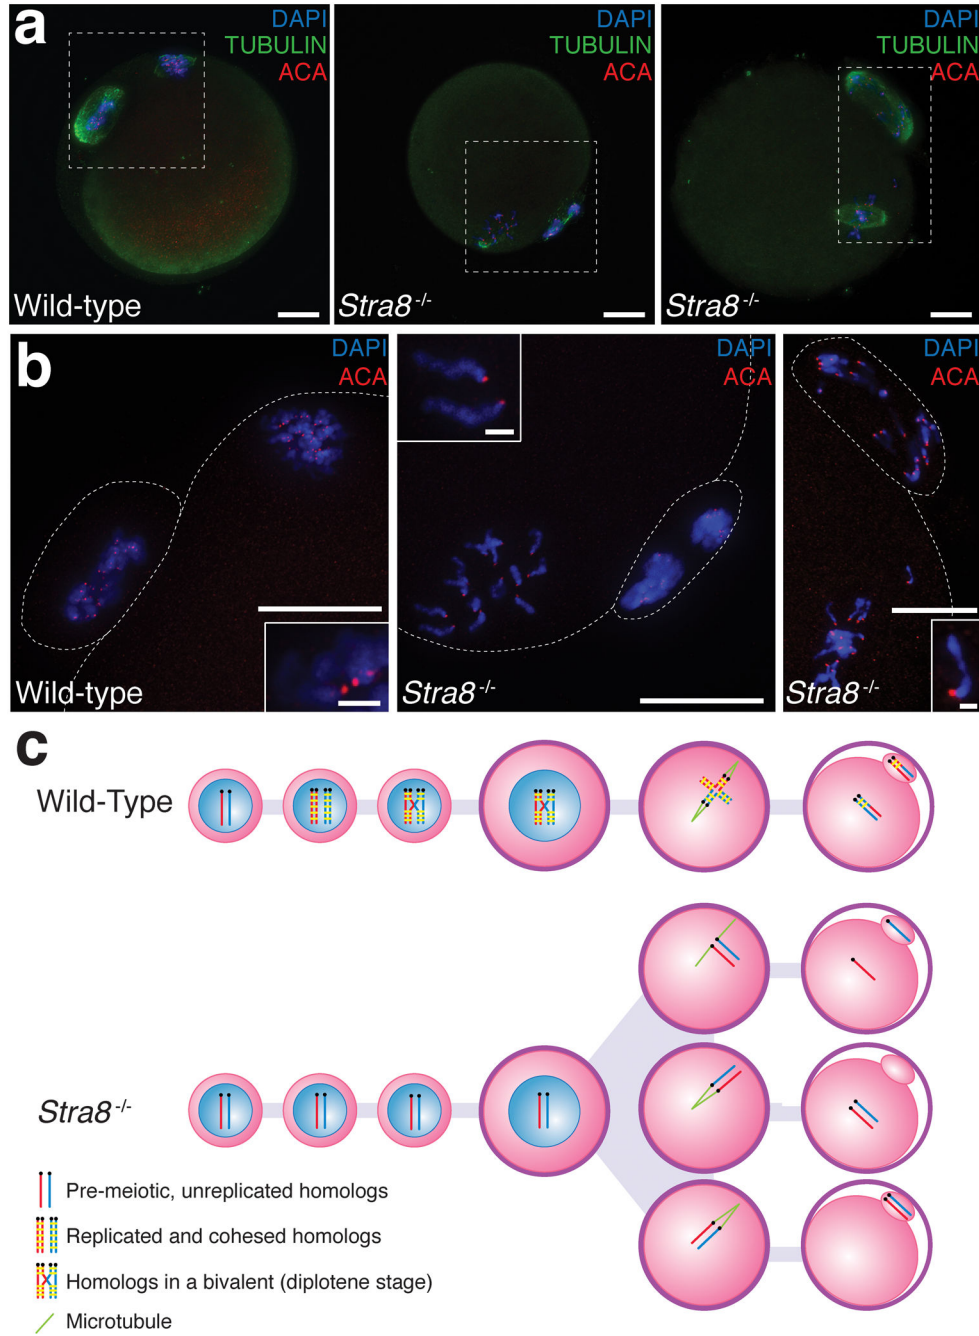 a
DAPI
TUBULIN
ACA
Wild-type
DAPI
TUBULIN
ACA
Stra8-/-
DAPI
TUBULIN
ACA
Stra8-/-
b
DAPI
ACA
Wild-type
DAPI
ACA
Stra8-/-
DAPI
ACA
Stra8-/-
c
Wild-Type
Stra8-/-
Pre-meiotic, unreplicated homologs
Replicated and cohesed homologs
Homologs in a bivalent (diplotene stage)
Microtubule